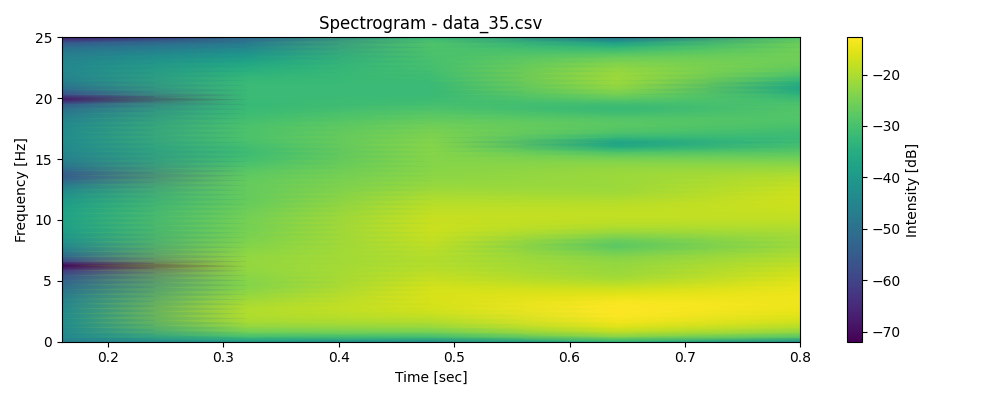 Spectrogram - data_35.csv
25
20
15
10
5
0
Frequency [Hz]
0.2 0.3 0.4 0.5 0.6 0.7 0.8
Time [sec]
−20
−30
−40
−50
−60
−70
Intensity [dB]